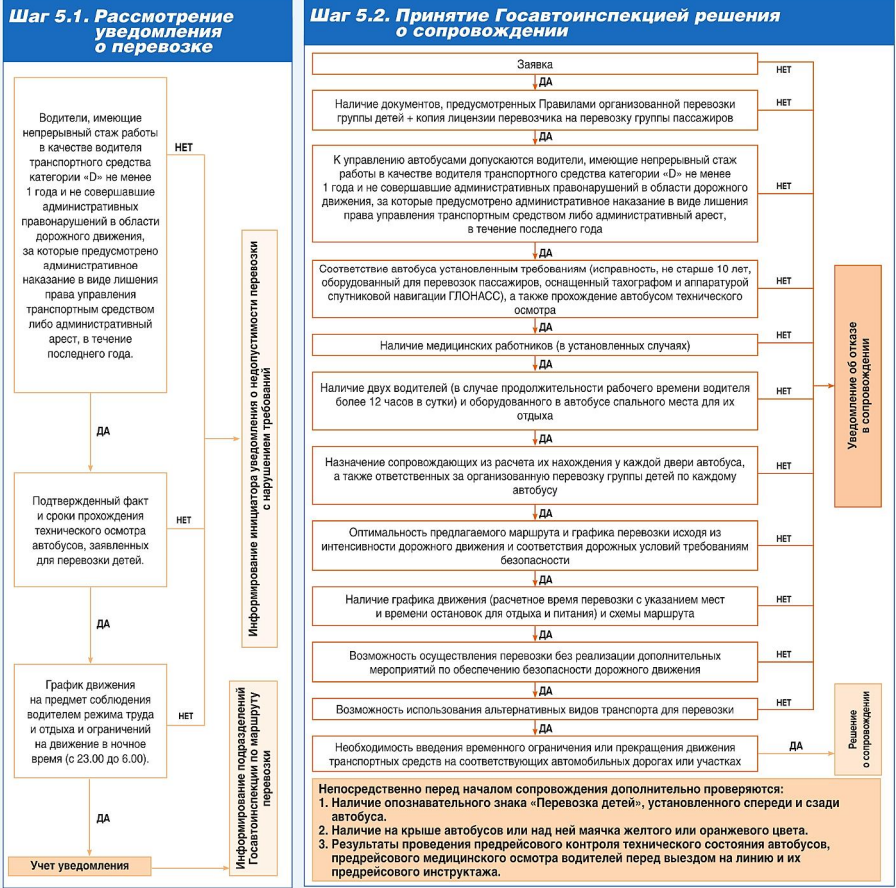 Шаг 5.1. Рассмотрение
уведомления
о перевозке
Водители, имеющие
непрерывный стаж работы
в качестве водителя
транспортного средства
категории «D» не менее
1 года и не совершавшие
административных
правонарушений в области
дорожного движения,
за которые предусмотрено
административное
наказание в виде лишения
права управления
транспортным средством
либо административный
арест, в течение
последнего года.
НЕТ
ДА
Подтвержденный факт
и сроки прохождения
технического осмотра
автобусов, заявленных
для перевозки детей.
НЕТ
ДА
График движения
на предмет соблюдения
водителем режима труда
и отдыха и ограничений
на движение в ночное
время (с 23.00 до 6.00).
НЕТ
ДА
Учет уведомления
Информирование инициатора уведомления о недопустимости перевозки
с нарушением требований
Информирование подразделений
Госавтоинспекции по маршруту
перевозки
Шаг 5.2. Принятие Госавтоинспекцией решения
о сопровождении
Заявка
НЕТ
ДА
Наличие документов, предусмотренных Правилами организованной перевозки
группы детей + копия лицензии перевозчика на перевозку группы пассажиров
НЕТ
ДА
К управлению автобусами допускаются водители, имеющие непрерывный стаж
работы в качестве водителя транспортного средства категории «D» не менее
1 года и не совершавшие административных правонарушений в области дорожного
движения, за которые предусмотрено административное наказание в виде лишения
права управления транспортным средством либо административный арест,
в течение последнего года
НЕТ
ДА
Соответствие автобуса установленным требованиям (исправность, не старше 10 лет,
оборудованный для перевозок пассажиров, оснащенный тахографом и аппаратурой
спутниковой навигации ГЛОНАСС), а также прохождение автобусом технического
осмотра
НЕТ
ДА
Наличие медицинских работников (в установленных случаях)
НЕТ
ДА
Наличие двух водителей (в случае продолжительности рабочего времени водителя
более 12 часов в сутки) и оборудованного в автобусе спального места для их
отдыха
НЕТ
ДА
Назначение сопровождающих из расчета их нахождения у каждой двери автобуса,
а также ответственных за организованную перевозку группы детей по каждому
автобусу
НЕТ
ДА
Оптимальность предлагаемого маршрута и графика перевозки исходя из
интенсивности дорожного движения и соответствия дорожных условий требованиям
безопасности
НЕТ
ДА
Наличие графика движения (расчетное время перевозки с указанием мест
и времени остановок для отдыха и питания) и схемы маршрута
НЕТ
ДА
Возможность осуществления перевозки без реализации дополнительных
мероприятий по обеспечению безопасности дорожного движения
НЕТ
ДА
Возможность использования альтернативных видов транспорта для перевозки
НЕТ
ДА
Необходимость введения временного ограничения или прекращения движения
транспортных средств на соответствующих автомобильных дорогах или участках
ДА
Уведомление об отказе
в сопровождении
Решение
о сопровождении
Непосредственно перед началом сопровождения дополнительно проверяются:
1. Наличие опознавательного знака «Перевозка детей», установленного спереди и сзади
автобуса.
2. Наличие на крыше автобусов или над ней маячка желтого или оранжевого цвета.
3. Результаты проведения предрейсового контроля технического состояния автобусов,
предрейсового медицинского осмотра водителей перед выездом на линию и их
предрейсового инструктажа.